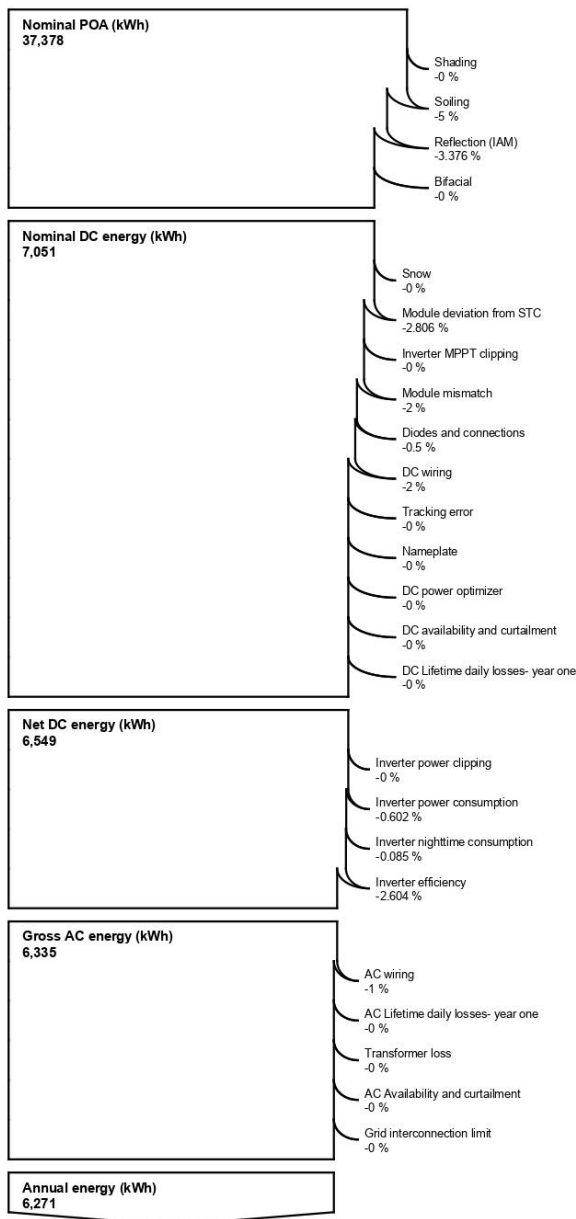 Nominal POA (kWh)
37,378
Shading
-0 %
Soiling
-5 %
Reflection (IAM)
-3.376 %
Bifacial
-0 %
Nominal DC energy (kWh)
7,051
Snow
-0 %
Module deviation from STC
-2.806 %
Inverter MPPT clipping
-0 %
Module mismatch
-2 %
Diodes and connections
-0.5 %
DC wiring
-2 %
Tracking error
-0 %
Nameplate
-0 %
DC power optimizer
-0 %
DC availability and curtailment
-0 %
DC Lifetime daily losses- year one
-0 %
Net DC energy (kWh)
6,549
Inverter power clipping
-0 %
Inverter power consumption
-0.602 %
Inverter nighttime consumption
-0.085 %
Inverter efficiency
-2.604 %
Gross AC energy (kWh)
6,335
AC wiring
-1 %
AC Lifetime daily losses- year one
-0 %
Transformer loss
-0 %
AC Availability and curtailment
-0 %
Grid interconnection limit
-0 %
Annual energy (kWh)
6,271